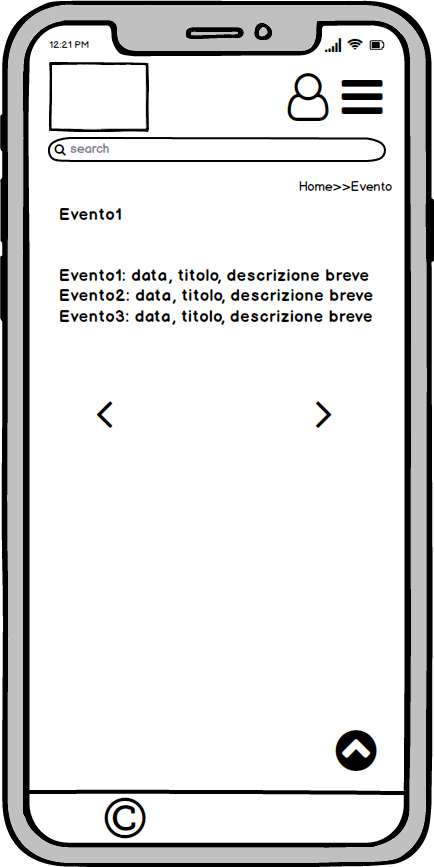 12:21 PM
search
Home>>Evento
Evento1
Evento1: data, titolo, descrizione breve
Evento2: data, titolo, descrizione breve
Evento3: data, titolo, descrizione breve
©